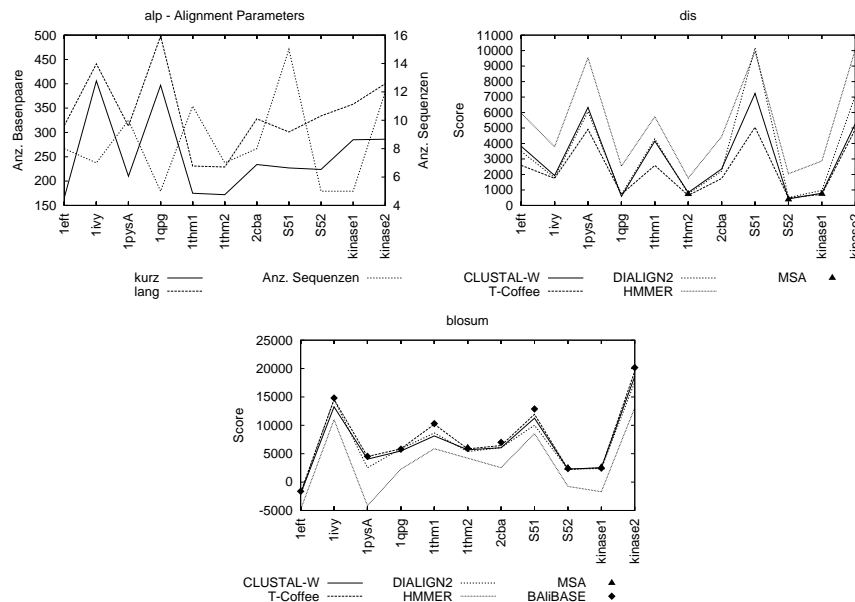 alp - Alignment Parameters
500
450
400
350
300
250
200
150
Anz. Basenpaare
16
14
12
10
8
6
4
Anz. Sequenzen
1eft
1ivy
1pysA
1qpg
1thm1
1thm2
2cba
S51
S52
kinase1
kinase2
kurz
lang
Anz. Sequenzen
dis
11000
10000
9000
8000
7000
6000
5000
4000
3000
2000
1000
0
Score
1eft
1ivy
1pysA
1qpg
1thm1
1thm2
2cba
S51
S52
kinase1
kinase2
CLUSTAL-W
T-Coffee
DIALIGN2
HMMER
MSA
blosum
25000
20000
15000
10000
5000
0
-5000
Score
1eft
1ivy
1pysA
1qpg
1thm1
1thm2
2cba
S51
S52
kinase1
kinase2
CLUSTAL-W
T-Coffee
DIALIGN2
HMMER
MSA
BAliBASE